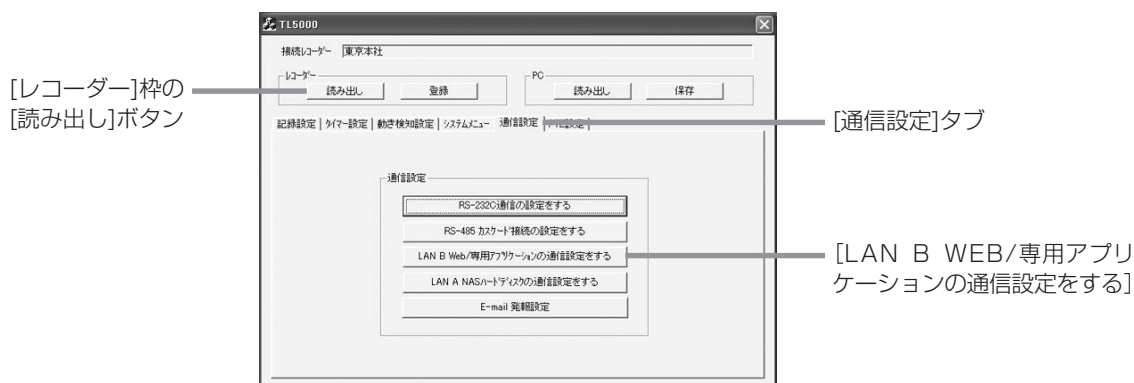 TL5000
接続レコーダー 東京本社
レコーダー
読み出し 登録
PC
読み出し 保存
記録設定 タイマー設定 動き検知設定 システムメニュー 通信設定
通信設定
RS-232C通信の設定をする
RS-485 カスケード接続の設定をする
LAN B Web/専用アプリケーションの通信設定をする
LAN A NASハードディスクの通信設定をする
E-mail 発報設定
[レコーダー]枠の
[読み出し]ボタン
[通信設定]タブ
[LAN B WEB/専用アプリ
ケーションの通信設定をする]